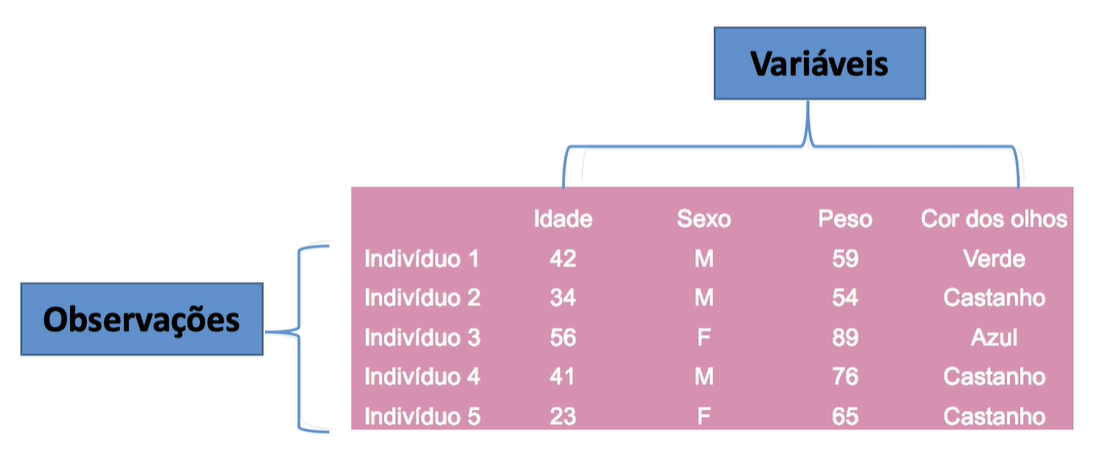 Variáveis
Idade Sexo Peso Cor dos olhos
Indivíduo 1 42 M 59 Verde
Indivíduo 2 34 M 54 Castanho
Observações
Indivíduo 3 56 F 89 Azul
Indivíduo 4 41 M 76 Castanho
Indivíduo 5 23 F 65 Castanho